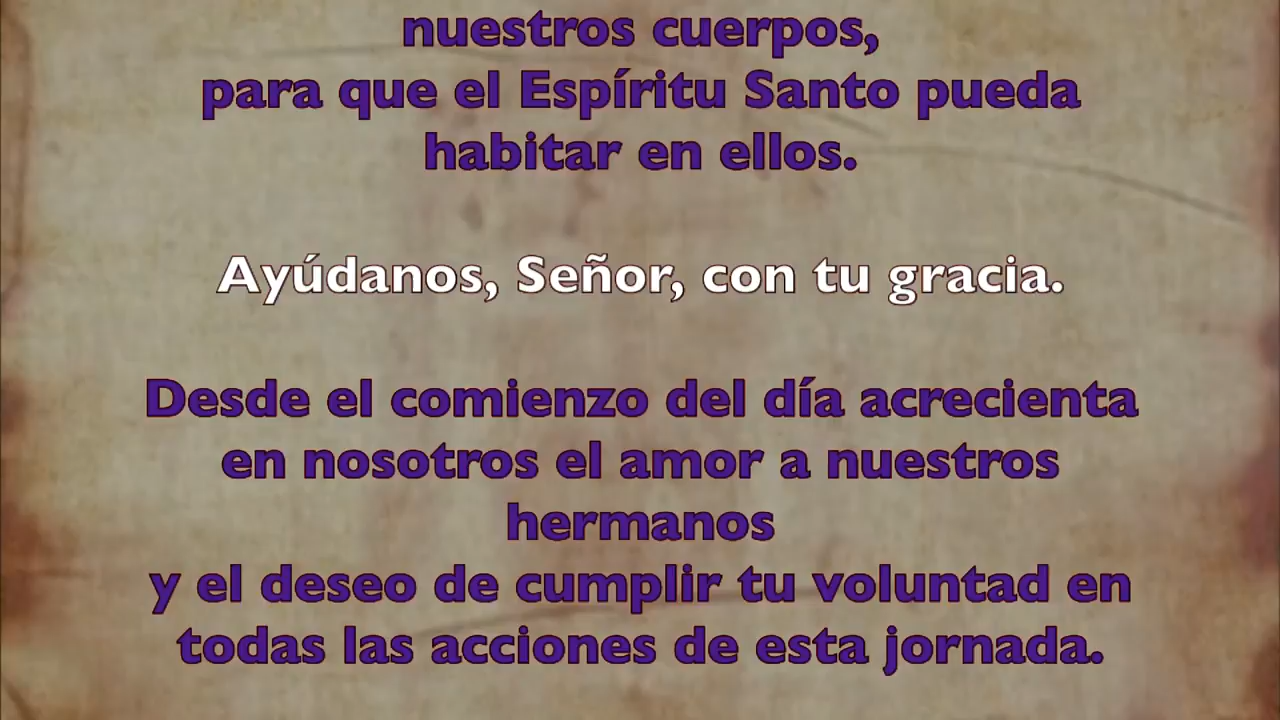 nuestros cuerpos,
para que el Espíritu Santo pueda
habitar en ellos.
Ayúdanos, Señor, con tu gracia.
Desde el comienzo del día acrecienta
en nosotros el amor a nuestros
hermanos
y el deseo de cumplir tu voluntad en
todas las acciones de esta jornada.